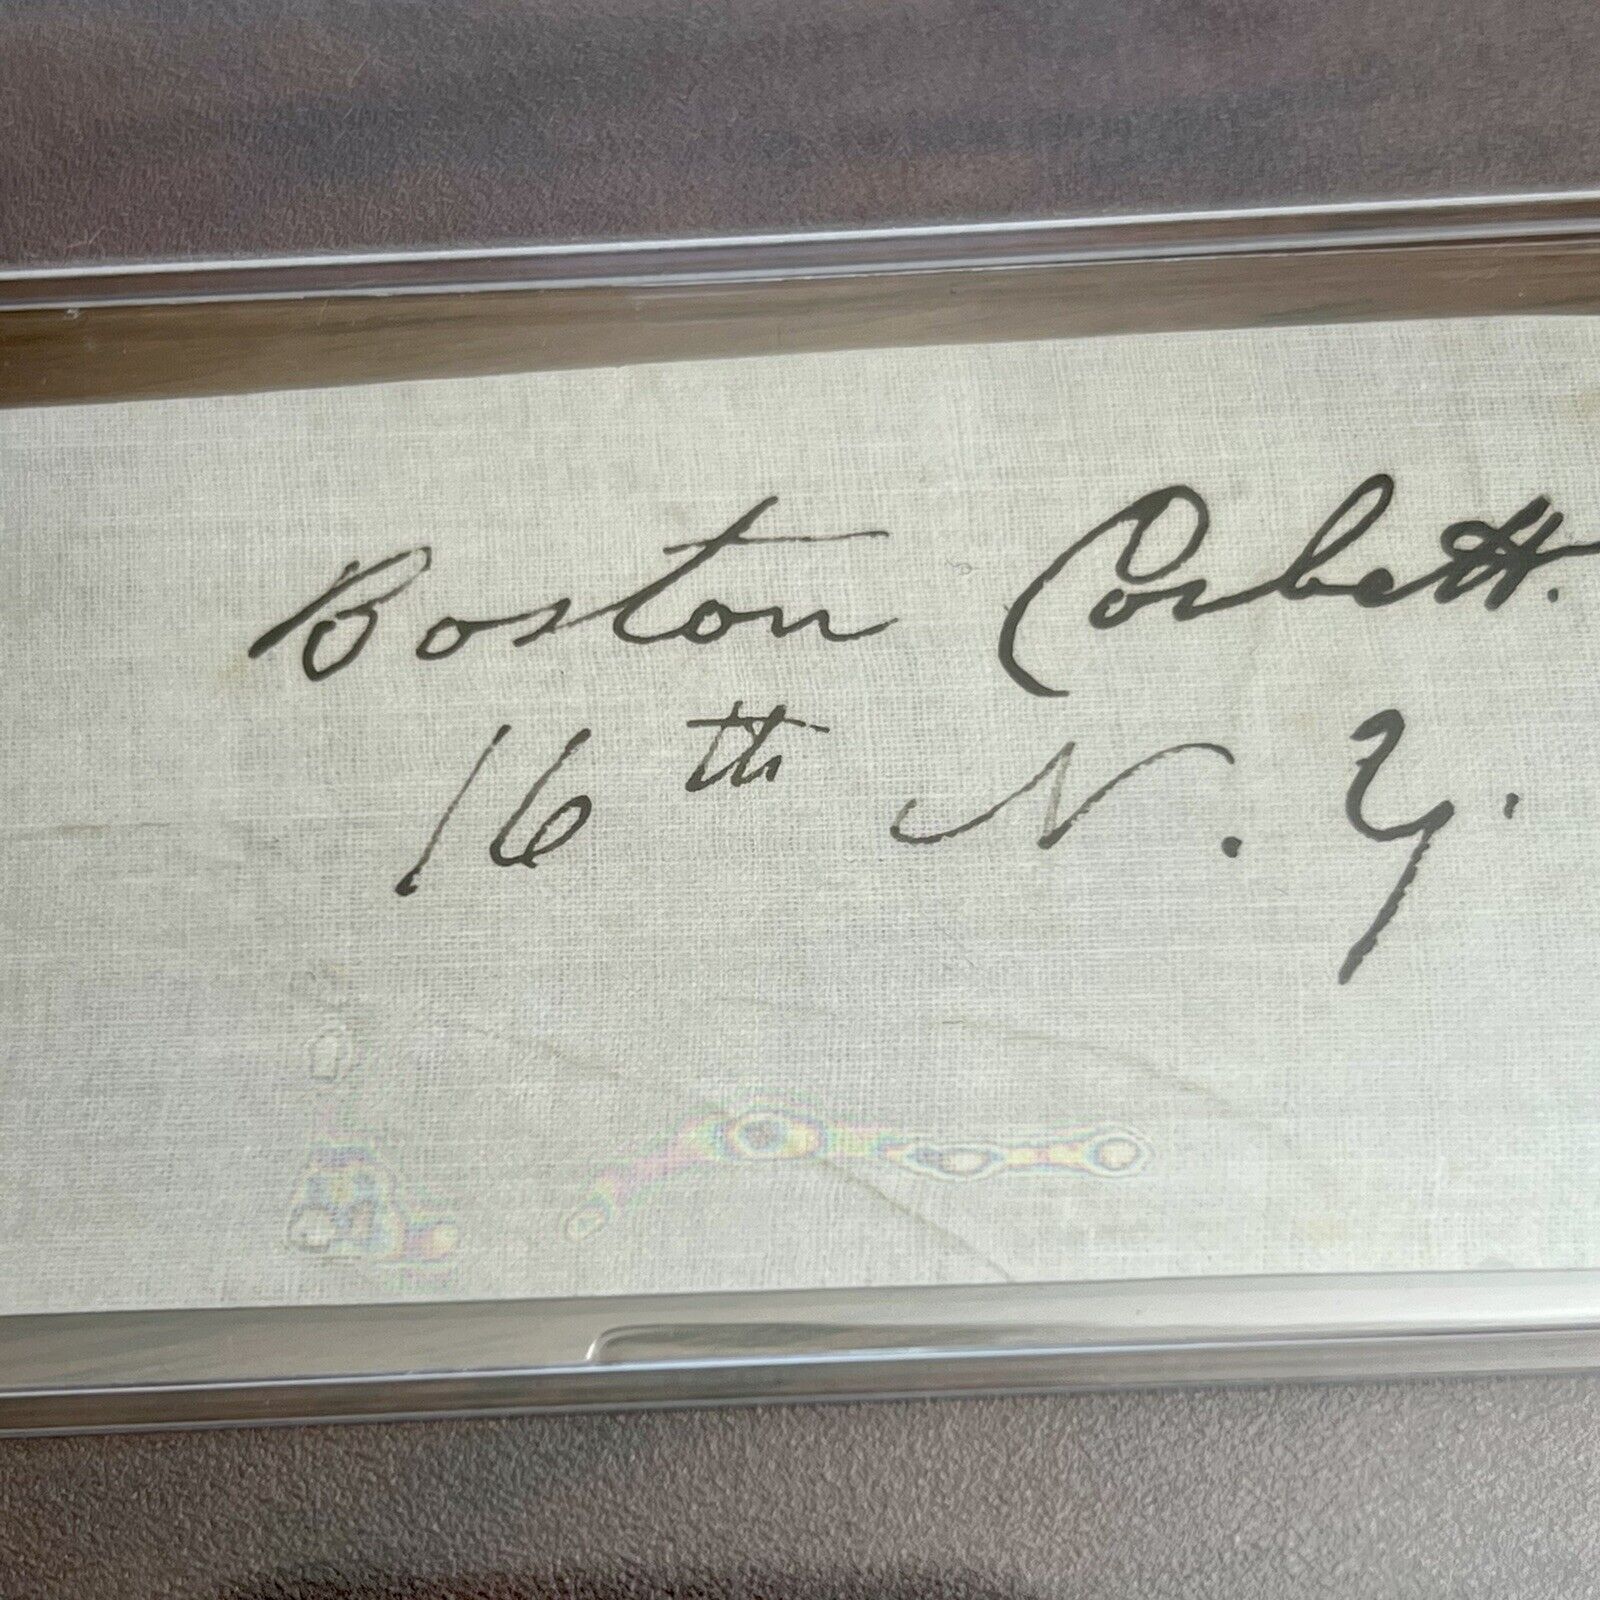 Boston Corbett.
16th N. Y.